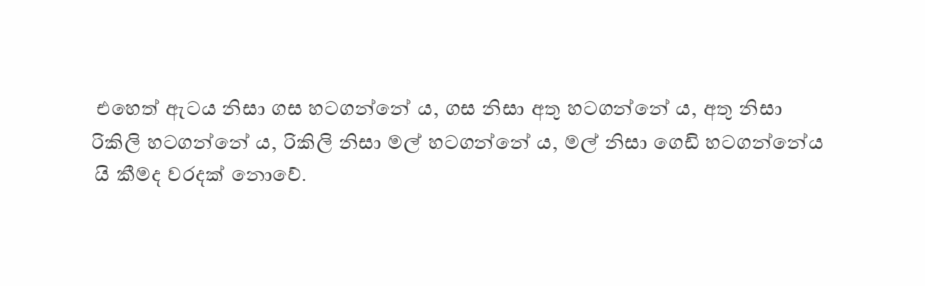 එහෙත් ඇටය නිසා ගස හටගන්නේ ය, ගස නිසා අතු හටගන්නේ ය, අතු නිසා
රිකිලි හටගන්නේ ය, රිකිලි නිසා මල් හටගන්නේ ය, මල් නිසා ගෙඩි හටගන්නේය
යි කීමද වරදක් නොවේ.